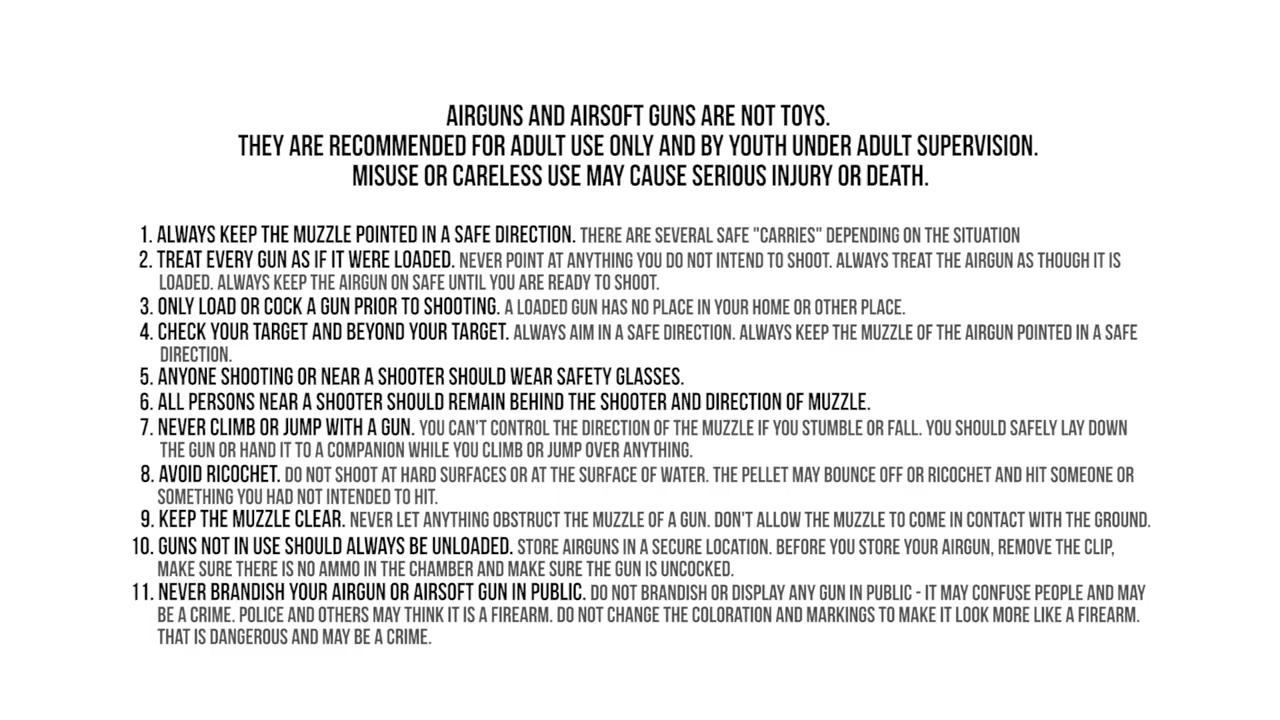 AIRGUNS AND AIRSOFT GUNS ARE NOT TOYS.
THEY ARE RECOMMENDED FOR ADULT USE ONLY AND BY YOUTH UNDER ADULT SUPERVISION.
MISUSE OR CARELESS USE MAY CAUSE SERIOUS INJURY OR DEATH.
1. ALWAYS KEEP THE MUZZLE POINTED IN A SAFE DIRECTION. THERE ARE SEVERAL SAFE "CARRIES" DEPENDING ON THE SITUATION
2. TREAT EVERY GUN AS IF IT WERE LOADED. NEVER POINT AT ANYTHING YOU DO NOT INTEND TO SHOOT. ALWAYS TREAT THE AIRGUN AS THOUGH IT IS
LOADED. ALWAYS KEEP THE AIRGUN ON SAFE UNTIL YOU ARE READY TO SHOOT.
3. ONLY LOAD OR COCK A GUN PRIOR TO SHOOTING. A LOADED GUN HAS NO PLACE IN YOUR HOME OR OTHER PLACE.
4. CHECK YOUR TARGET AND BEYOND YOUR TARGET. ALWAYS AIM IN A SAFE DIRECTION. ALWAYS KEEP THE MUZZLE OF THE AIRGUN POINTED IN A SAFE
DIRECTION.
5. ANYONE SHOOTING OR NEAR A SHOOTER SHOULD WEAR SAFETY GLASSES.
6. ALL PERSONS NEAR A SHOOTER SHOULD REMAIN BEHIND THE SHOOTER AND DIRECTION OF MUZZLE.
7. NEVER CLIMB OR JUMP WITH A GUN. YOU CAN'T CONTROL THE DIRECTION OF THE MUZZLE IF YOU STUMBLE OR FALL. YOU SHOULD SAFELY LAY DOWN
THE GUN OR HAND IT TO A COMPANION WHILE YOU CLIMB OR JUMP OVER ANYTHING.
8. AVOID RICOCHET. DO NOT SHOOT AT HARD SURFACES OR AT THE SURFACE OF WATER. THE PELLET MAY BOUNCE OFF OR RICOCHET AND HIT SOMEONE OR
SOMETHING YOU HAD NOT INTENDED TO HIT.
9. KEEP THE MUZZLE CLEAR. NEVER LET ANYTHING OBSTRUCT THE MUZZLE OF A GUN. DON'T ALLOW THE MUZZLE TO COME IN CONTACT WITH THE GROUND.
10. GUNS NOT IN USE SHOULD ALWAYS BE UNLOADED. STORE AIRGUNS IN A SECURE LOCATION. BEFORE YOU STORE YOUR AIRGUN, REMOVE THE CLIP,
MAKE SURE THERE IS NO AMMO IN THE CHAMBER AND MAKE SURE THE GUN IS UNCOCKED.
11. NEVER BRANDISH YOUR AIRGUN OR AIRSOFT GUN IN PUBLIC. DO NOT BRANDISH OR DISPLAY ANY GUN IN PUBLIC - IT MAY CONFUSE PEOPLE AND MAY
BE A CRIME. POLICE AND OTHERS MAY THINK IT IS A FIREARM. DO NOT CHANGE THE COLORATION AND MARKINGS TO MAKE IT LOOK MORE LIKE A FIREARM.
THAT IS DANGEROUS AND MAY BE A CRIME.